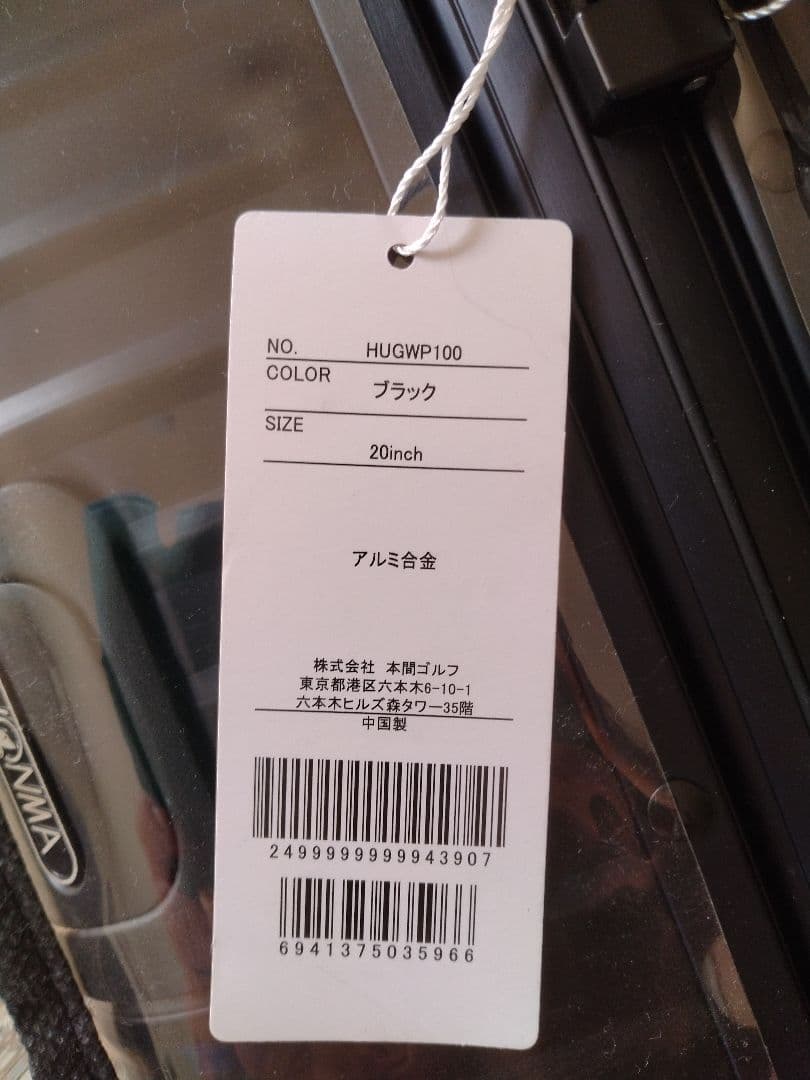 NO. HUGWP100
COLOR ブラック
SIZE
20inch
アルミ合金
株式会社 本間ゴルフ
東京都港区六本木6-10-1
六本木ヒルズ森タワー35階
中国製
2499999999943907
6941375035966
ONMA